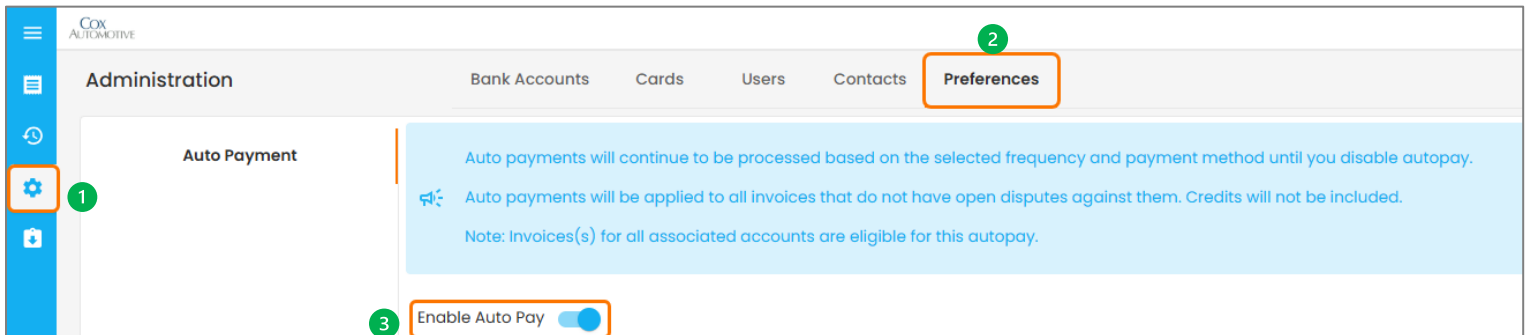 COX
AUTOMOTIVE
2
Administration
Bank Accounts Cards Users Contacts Preferences
Auto Payment
Auto payments will continue to be processed based on the selected frequency and payment method until you disable autopay.
1
Auto payments will be applied to all invoices that do not have open disputes against them. Credits will not be included.
Note: Invoices(s) for all associated accounts are eligible for this autopay.
3
Enable Auto Pay